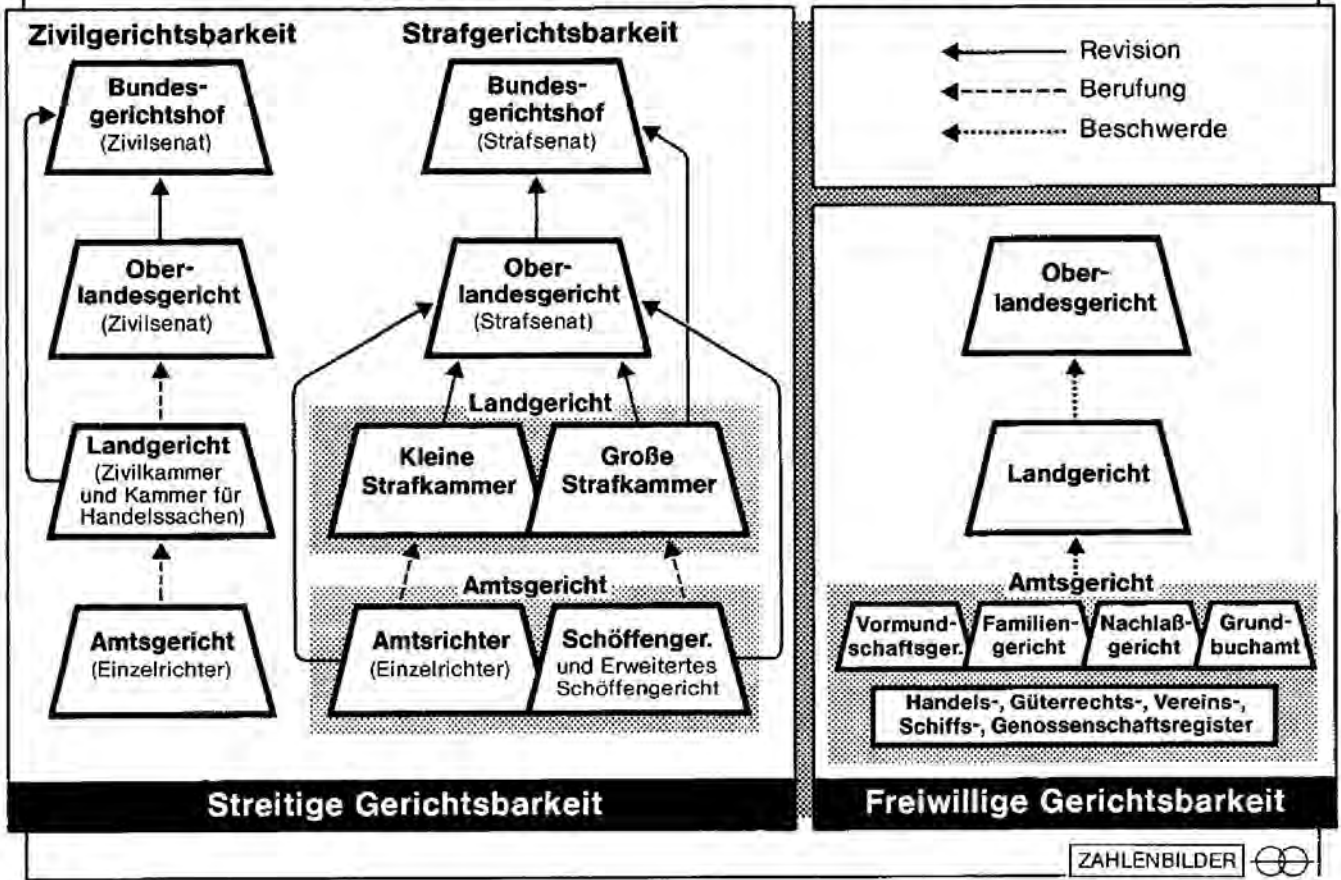 Zivilgerichtsbarkeit
Bundes-
gerichtshof
(Zivilsenat)
Ober-
landesgericht
(Zivilsenat)
Landgericht
(Zivilkammer
und Kammer für
Handelssachen)
Amtsgericht
(Einzelrichter)
Strafgerichtsbarkeit
Bundes-
gerichtshof
(Strafsenat)
Ober-
landesgericht
(Strafsenat)
Landgericht
Kleine
Strafkammer
Große
Strafkammer
Amtsgericht
Amtsrichter
(Einzelrichter)
Schöffenger.
und Erweitertes
Schöffengericht
Streitige Gerichtsbarkeit
Revision
Berufung
Beschwerde
Ober-
landesgericht
Landgericht
Amtsgericht
Vormund-
schaftsger.
Familien-
gericht
Nachlaß-
gericht
Grund-
buchamt
Handels-, Güterrechts-, Vereins-,
Schiffs-, Genossenschaftsregister
Freiwillige Gerichtsbarkeit
ZAHLENBILDER